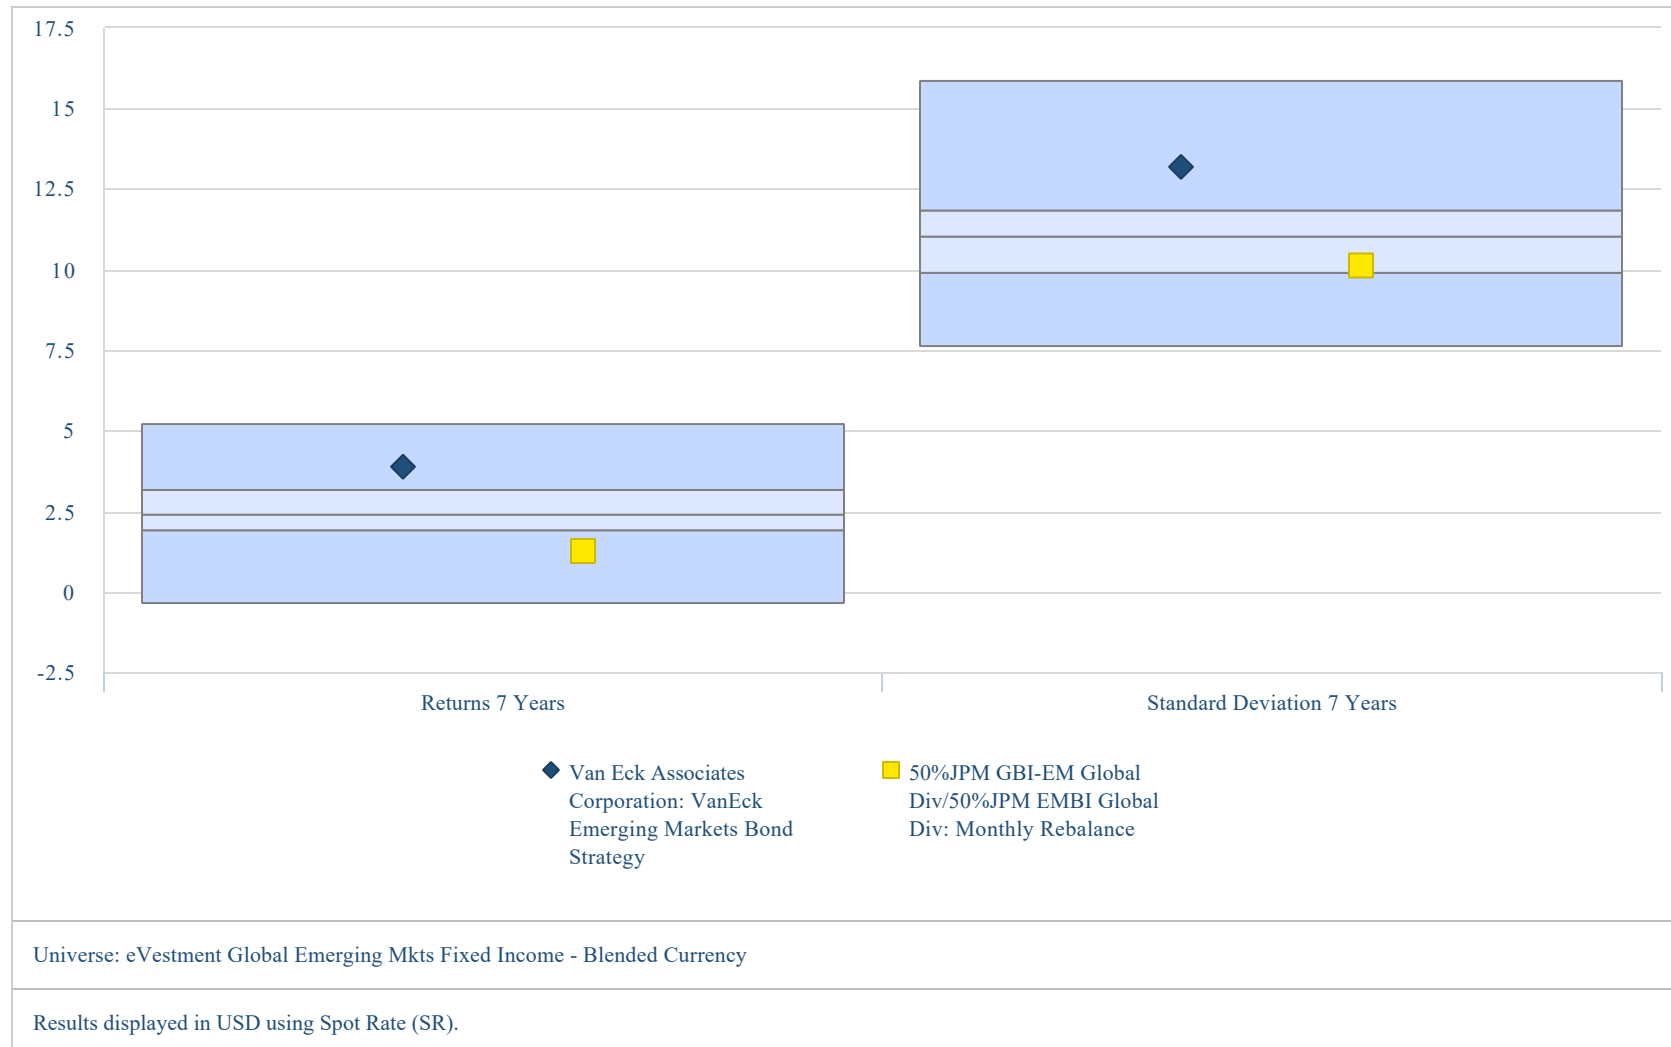 17.5
15
12.5
10
7.5
5
2.5
0
-2.5
Returns 7 Years
Standard Deviation 7 Years
Van Eck Associates
Corporation: VanEck
Emerging Markets Bond
Strategy
50%JPM GBI-EM Global
Div/50%JPM EMBI Global
Div: Monthly Rebalance
Universe: eVestment Global Emerging Mkts Fixed Income - Blended Currency
Results displayed in USD using Spot Rate (SR).